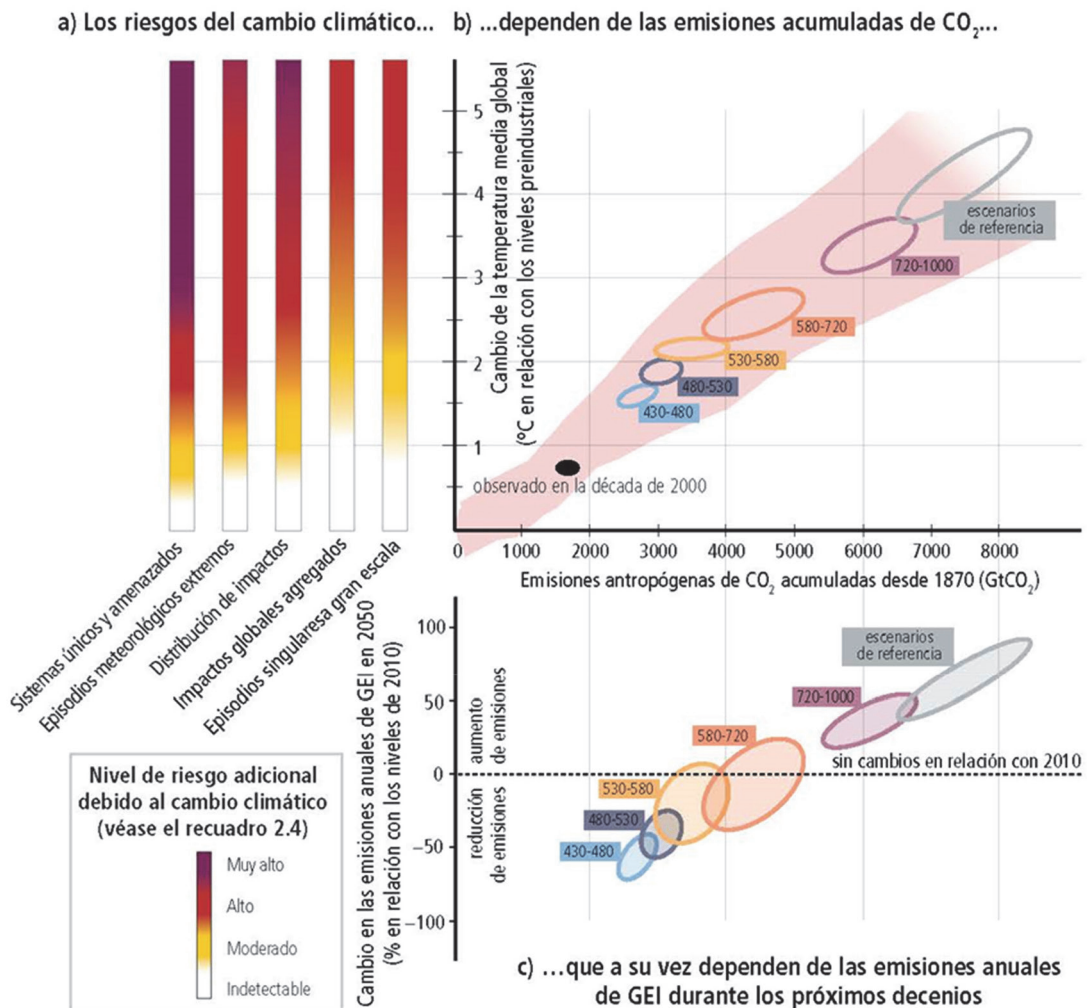 a) Los riesgos del cambio climático...
b) ...dependen de las emisiones acumuladas de CO₂...
Cambio de la temperatura media global
(ºC en relación con los niveles preindustriales)
5
4
3
2
1
escenarios
de referencia
720-1000
580-720
530-580
480-530
430-480
observado en la década de 2000
0
1000
2000
3000
4000
5000
6000
7000
8000
Emisiones antropógenas de CO₂ acumuladas desde 1870 (GtCO₂)
Sistemas únicos y amenazados
Episodios meteorológicos extremos
Distribución de impactos
Impactos globales agregados
Episodios singularesa gran escala
Nivel de riesgo adicional
debido al cambio climático
(véase el recuadro 2.4)
Muy alto
Alto
Moderado
Indetectable
Cambio en las emisiones anuales de GEI en 2050
(% en relación con los niveles de 2010)
100
50
0
−50
−100
aumento
de emisiones
reducción
de emisiones
escenarios
de referencia
720-1000
580-720
sin cambios en relación con 2010
530-580
480-530
430-480
c) ...que a su vez dependen de las emisiones anuales
de GEI durante los próximos decenios